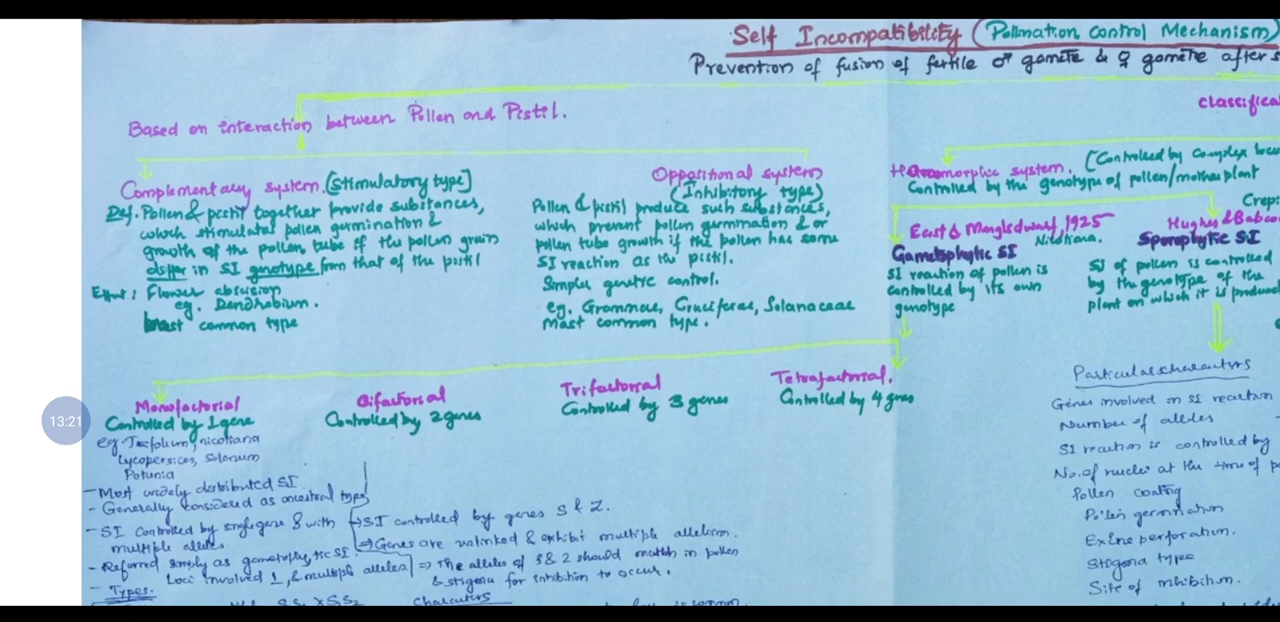 Self Incompatibility (Pollination Control Mechanism)
Prevention of fusion of fertile ♂ gamete & ♀ gamete after s
Based on interaction between Pollen and Pistil.
Classifica
Complementary system. (Stimulatory type]
Def. Pollen & pistil together provide substances,
which stimulates pollen germination &
growth of the pollen tube if the pollen grain
differ in SI genotype from that of the pistil
Effect: Flower abscision
eg. Dendrobium.
least common type
Oppositional system
(Inhibitory type)
Pollen & pistil produce such substances,
which prevent pollen germination & or
pollen tube growth if the pollen has same
SI reaction as the pistil.
Simple genetic control.
eg. Grammeae, Cruciferae, Solanaceae
Most common type.
Homomorphic system. [Controlled by Complex locu
Controlled by the genotype of pollen/mother plant
Crepi
East & Mangledwarf, 1925
Nicotiana.
Gametophytic SI
SI reaction of pollen is
controlled by its own
genotype
Hughes & Babco
Sporophytic SI
SI of pollen is controlled
by the genotype of the
plant on which it is produc
Monofactorial
Controlled by 1 gene
eg. Trifolium, nicotiana
Lycopersicon, Solanum
Petunia
- Most widely distributed SI.
- Generally considered as ancestral type
- SI Controlled by single gene & with
multiple alleles.
- Referred simply as gametophytic SI
Loci involved 1, & multiple alleles
- Types.
Bifactorial
Controlled by 2 genes
→ SI controlled by genes S & Z.
⇒ Genes are unlinked & exhibit multiple allelism.
⇒ The alleles of S & Z should match in pollen
& stigma for inhibition to occur.
Characters
Trifactorial
Controlled by 3 genes
Tetrafactorial.
Controlled by 4 genes
Particular characters
Genes involved in SI reaction
Number of alleles
SI reaction is controlled by
No. of nuclei at the time of p
Pollen coating
Pollen germination
Exine perforation.
Stigma type
Site of inhibition.
13:21